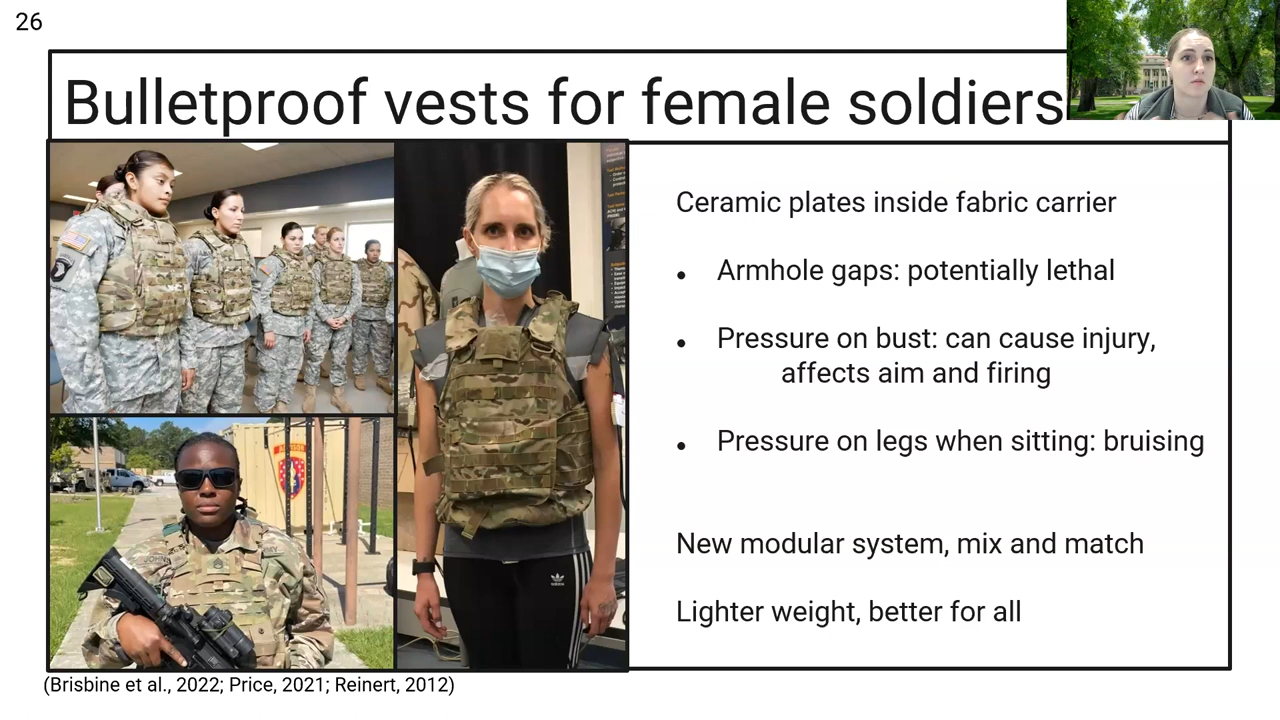 26
Bulletproof vests for female soldiers
Ceramic plates inside fabric carrier
• Armhole gaps: potentially lethal
• Pressure on bust: can cause injury,
affects aim and firing
• Pressure on legs when sitting: bruising
New modular system, mix and match
Lighter weight, better for all
(Brisbine et al., 2022; Price, 2021; Reinert, 2012)